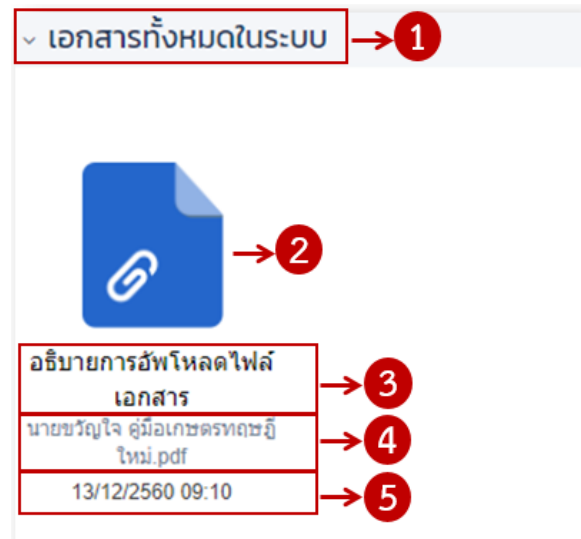 เอกสารทั้งหมดในระบบ 1
2
อธิบายการอัพโหลดไฟล์
เอกสาร
3
นายขวัญใจ คู่มือเกษตรทฤษฎี
ใหม่.pdf
4
13/12/2560 09:10 5